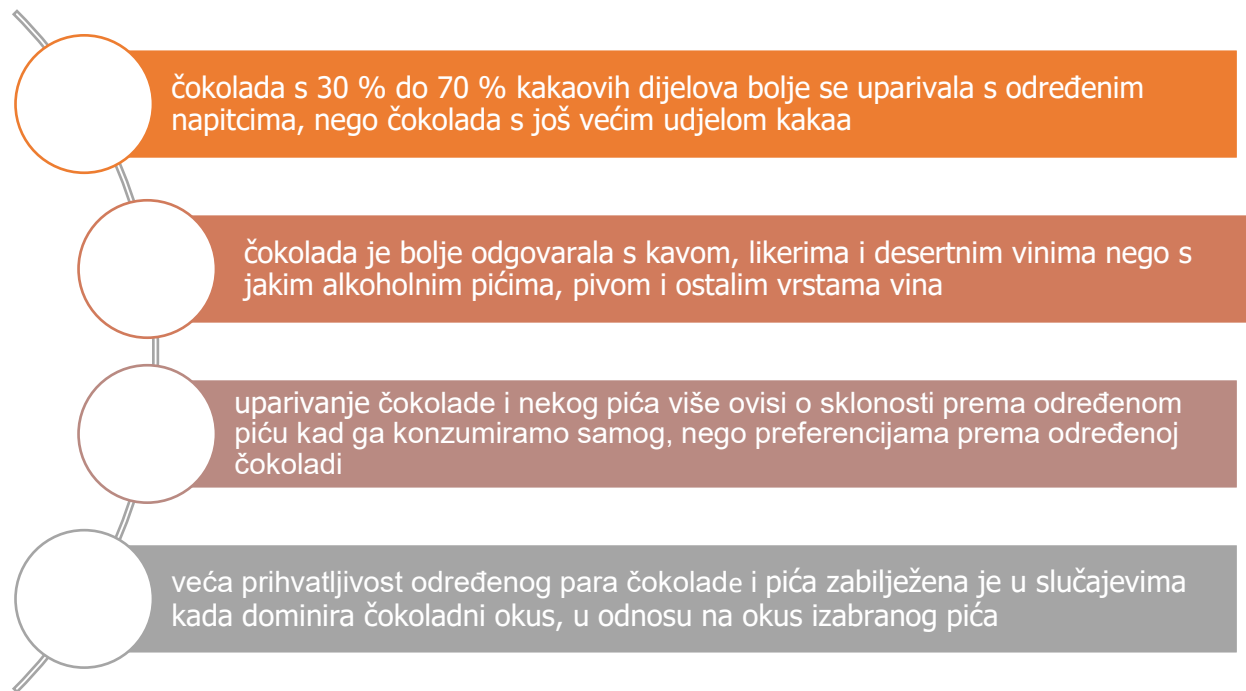 čokolada s 30 % do 70 % kakaovih dijelova bolje se uparivala s određenim
napitcima, nego čokolada s još većim udjelom kakaa
čokolada je bolje odgovarala s kavom, likerima i desertnim vinima nego s
jakim alkoholnim pićima, pivom i ostalim vrstama vina
uparivanje čokolade i nekog pića više ovisi o sklonosti prema određenom
piću kad ga konzumiramo samog, nego preferencijama prema određenoj
čokoladi
veća prihvatljivost određenog para čokolade i pića zabilježena je u slučajevima
kada dominira čokoladni okus, u odnosu na okus izabranog pića